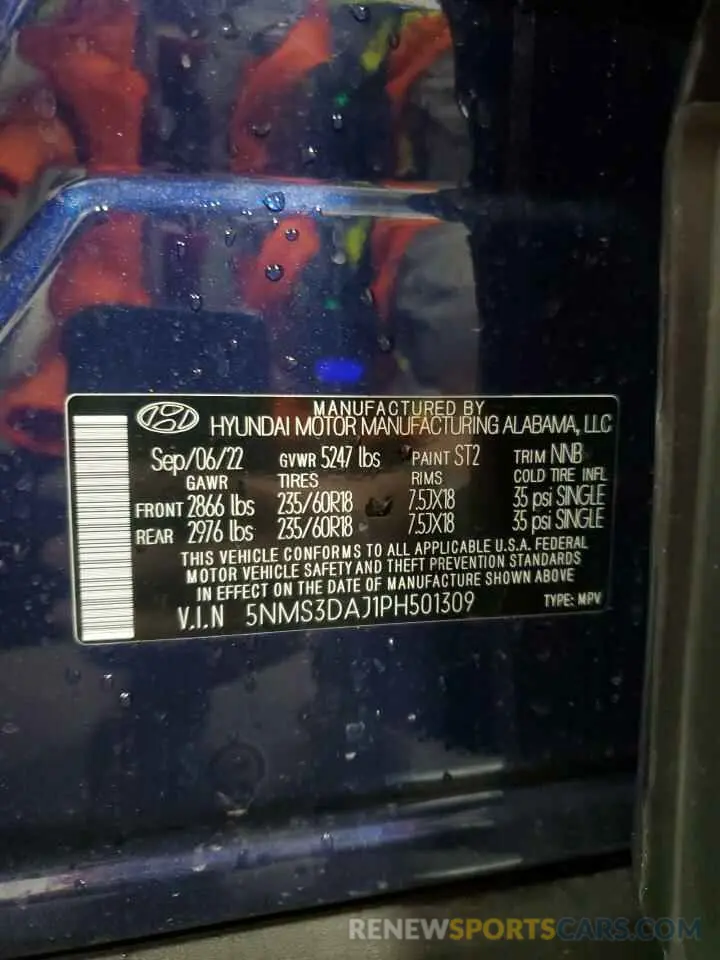 MANUFACTURED BY
HYUNDAI MOTOR MANUFACTURING ALABAMA, LLC
Sep/06/22 GVWR 5247 lbs PAINT ST2 TRIM NNB
GAWR TIRES RIMS COLD TIRE INFL
FRONT 2866 lbs 235/60R18 7.5JX18 35 psi SINGLE
REAR 2976 lbs 235/60R18 7.5JX18 35 psi SINGLE
THIS VEHICLE CONFORMS TO ALL APPLICABLE U.S.A. FEDERAL
MOTOR VEHICLE SAFETY AND THEFT PREVENTION STANDARDS
IN EFFECT ON THE DATE OF MANUFACTURE SHOWN ABOVE
V.I.N 5NMS3DAJ1PH501309 TYPE: MPV
RENEWSPORTSCARS.COM